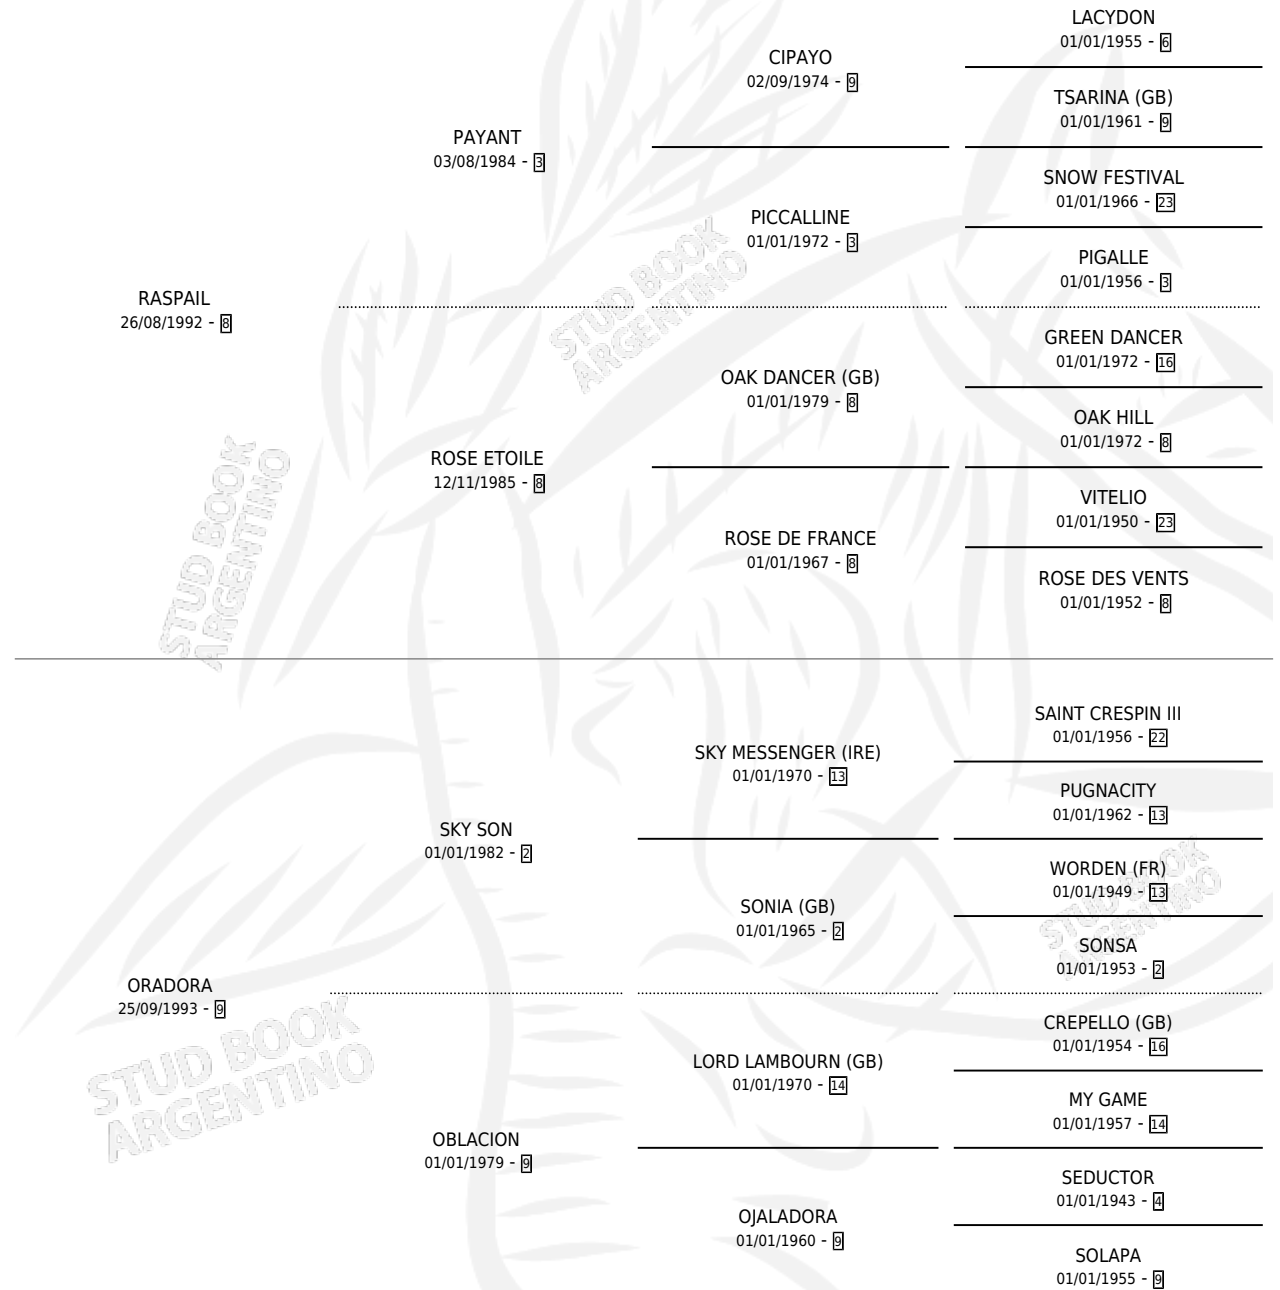 LACYDON
01/01/1955 - 6
CIPAYO
02/09/1974 - 9
TSARINA (GB)
01/01/1961 - 9
PAYANT
03/08/1984 - 3
SNOW FESTIVAL
01/01/1966 - 23
PICCALLINE
01/01/1972 - 3
PIGALLE
01/01/1956 - 3
RASPAIL
26/08/1992 - 8
GREEN DANCER
01/01/1972 - 16
OAK DANCER (GB)
01/01/1979 - 8
OAK HILL
01/01/1972 - 8
ROSE ETOILE
12/11/1985 - 8
VITELIO
01/01/1950 - 23
ROSE DE FRANCE
01/01/1967 - 8
ROSE DES VENTS
01/01/1952 - 8
STUD BOOK
ARGENTINO
STUD BOOK
ARGENTINO
SAINT CRESPIN III
01/01/1956 - 22
SKY MESSENGER (IRE)
01/01/1970 - 13
PUGNACITY
01/01/1962 - 13
SKY SON
01/01/1982 - 2
WORDEN (FR)
01/01/1949 - 13
SONIA (GB)
01/01/1965 - 2
SONSA
01/01/1953 - 2
STUD BOOK
ARGENTINO
ORADORA
25/09/1993 - 9
CREPELLO (GB)
01/01/1954 - 16
LORD LAMBOURN (GB)
01/01/1970 - 14
MY GAME
01/01/1957 - 14
STUD BOOK
ARGENTINO
OBLACION
01/01/1979 - 9
SEDUCTOR
01/01/1943 - 4
OJALADORA
01/01/1960 - 9
SOLAPA
01/01/1955 - 9